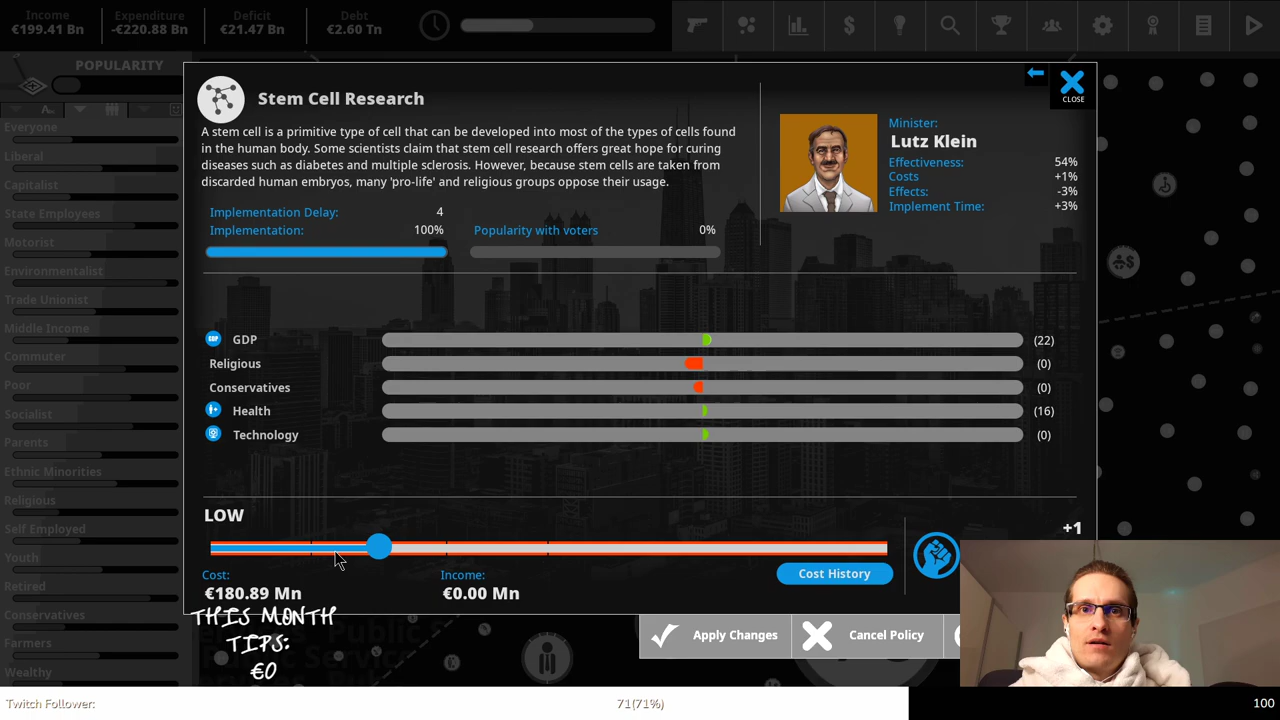 Income
Expenditure
Deficit
Debt
€199.41 Bn
-€220.88 Bn
€21.47 Bn
€2.60 Tn
POPULARITY
Everyone
Liberal
Capitalist
State Employees
Motorist
Environmentalist
Trade Unionist
Middle Income
Commuter
Poor
Socialist
Parents
Ethnic Minorities
Religious
Self Employed
Youth
Retired
Conservatives
Farmers
Wealthy
Stem Cell Research
A stem cell is a primitive type of cell that can be developed into most of the types of cells found
in the human body. Some scientists claim that stem cell research offers great hope for curing
diseases such as diabetes and multiple sclerosis. However, because stem cells are taken from
discarded human embryos, many 'pro-life' and religious groups oppose their usage.
Implementation Delay: 4
Implementation: 100%
Popularity with voters 0%
CLOSE
Minister:
Lutz Klein
Effectiveness: 54%
Costs +1%
Effects: -3%
Implement Time: +3%
GDP (22)
Religious (0)
Conservatives (0)
Health (16)
Technology (0)
LOW
+1
Cost:
€180.89 Mn
Income:
€0.00 Mn
Cost History
Apply Changes
Cancel Policy
THIS MONTH
TIPS:
€0
Twitch Follower:
71(71%)
100